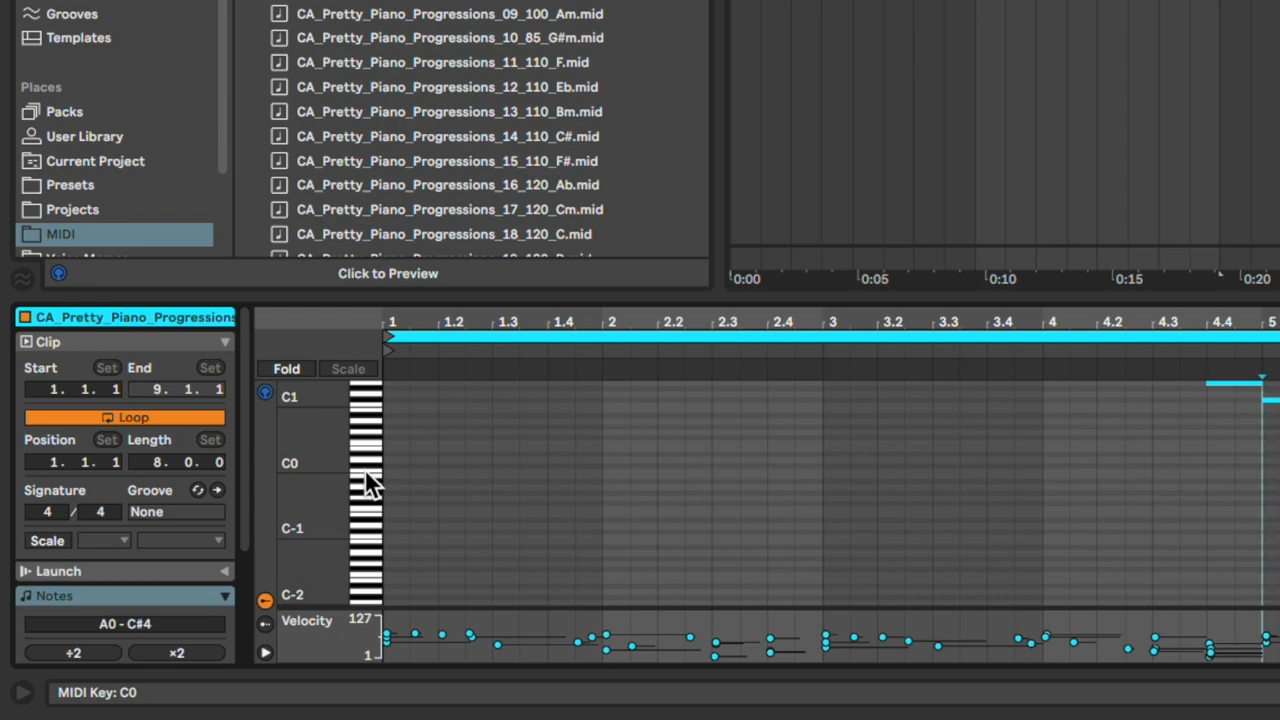 Grooves
Templates
Places
Packs
User Library
Current Project
Presets
Projects
MIDI
CA_Pretty_Piano_Progressions_09_100_Am.mid
CA_Pretty_Piano_Progressions_10_85_G#m.mid
CA_Pretty_Piano_Progressions_11_110_F.mid
CA_Pretty_Piano_Progressions_12_110_Eb.mid
CA_Pretty_Piano_Progressions_13_110_Bm.mid
CA_Pretty_Piano_Progressions_14_110_C#.mid
CA_Pretty_Piano_Progressions_15_110_F#.mid
CA_Pretty_Piano_Progressions_16_120_Ab.mid
CA_Pretty_Piano_Progressions_17_120_Cm.mid
CA_Pretty_Piano_Progressions_18_120_C.mid
Click to Preview
0:00 0:05 0:10 0:15 0:20
CA_Pretty_Piano_Progressions
Clip
Start Set End Set
1. 1. 1 9. 1. 1
Loop
Position Set Length Set
1. 1. 1 8. 0. 0
Signature Groove
4 / 4 None
Scale
Launch
Notes
A0 - C#4
÷2 ×2
1 1.2 1.3 1.4 2 2.2 2.3 2.4 3 3.2 3.3 3.4 4 4.2 4.3 4.4 5
Fold Scale
C1
C0
C-1
C-2
Velocity 127
1
MIDI Key: C0